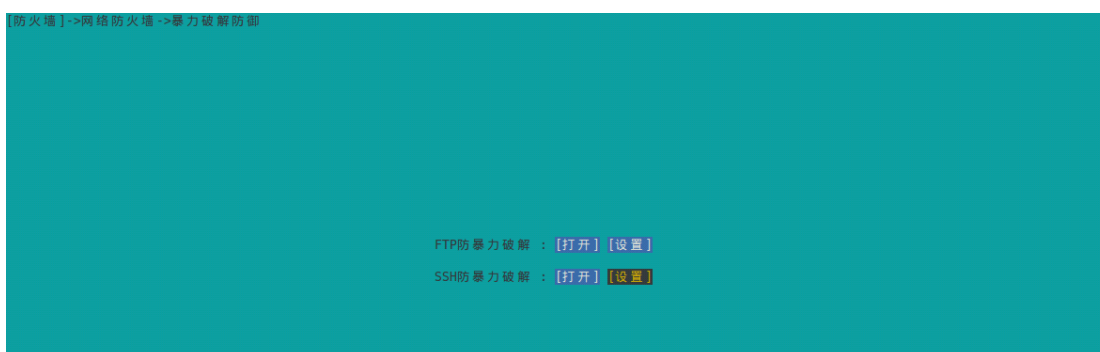 [防火墙]->网络防火墙->暴力破解防御
FTP防暴力破解 : [打开] [设置]
SSH防暴力破解 : [打开] [设置]